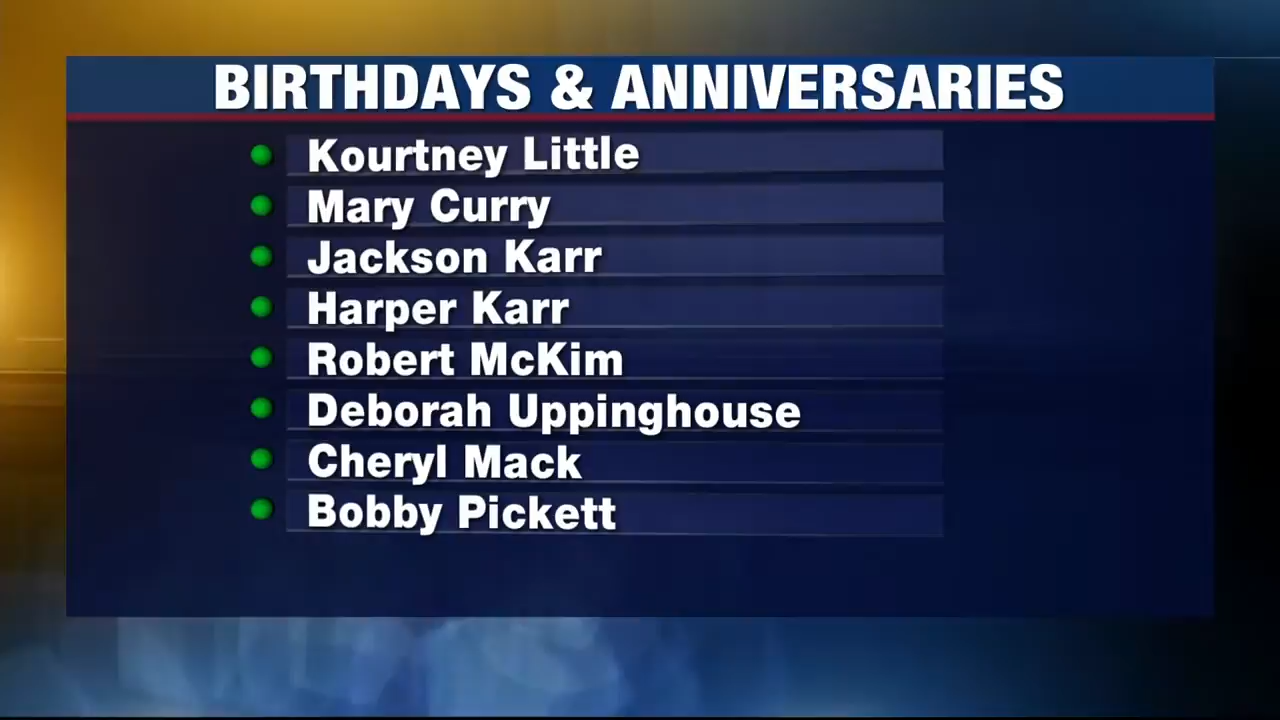 BIRTHDAYS & ANNIVERSARIES
Kourtney Little
Mary Curry
Jackson Karr
Harper Karr
Robert McKim
Deborah Uppinghouse
Cheryl Mack
Bobby Pickett